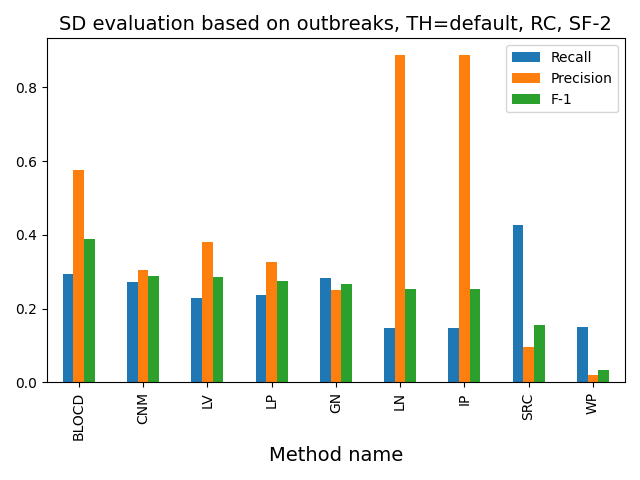 SD evaluation based on outbreaks, TH=default, RC, SF-2
Recall
Precision
F-1
0.8
0.6
0.4
0.2
0.0
BLOCD
CNM
LV
LP
GN
LN
IP
SRC
WP
Method name